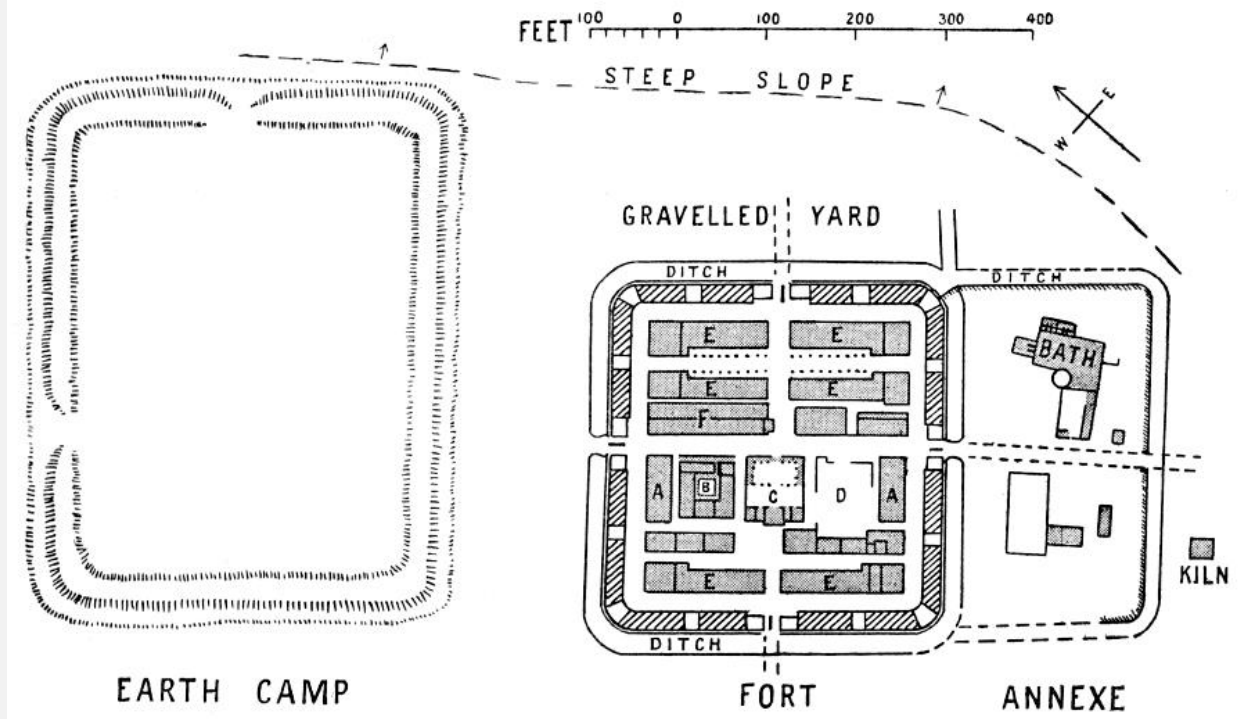 FEET 100 0 100 200 300 400
STEEP SLOPE
W E
GRAVELLED YARD
DITCH DITCH
E E
BATH
E E
F
A B C D A
KILN
E E
DITCH
EARTH CAMP FORT ANNEXE